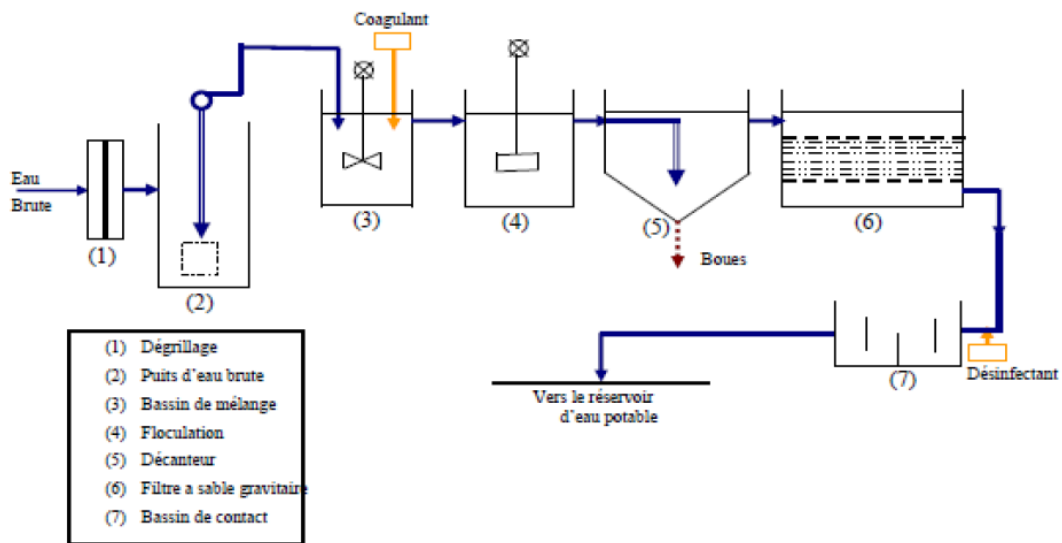 Coagulant
Eau
Brute
(1)
(2)
(3)
(4)
(5)
(6)
Boues
(7)
Désinfectant
Vers le réservoir
d'eau potable
(1) Dégrillage
(2) Puits d'eau brute
(3) Bassin de mélange
(4) Floculation
(5) Décanteur
(6) Filtre a sable gravitaire
(7) Bassin de contact